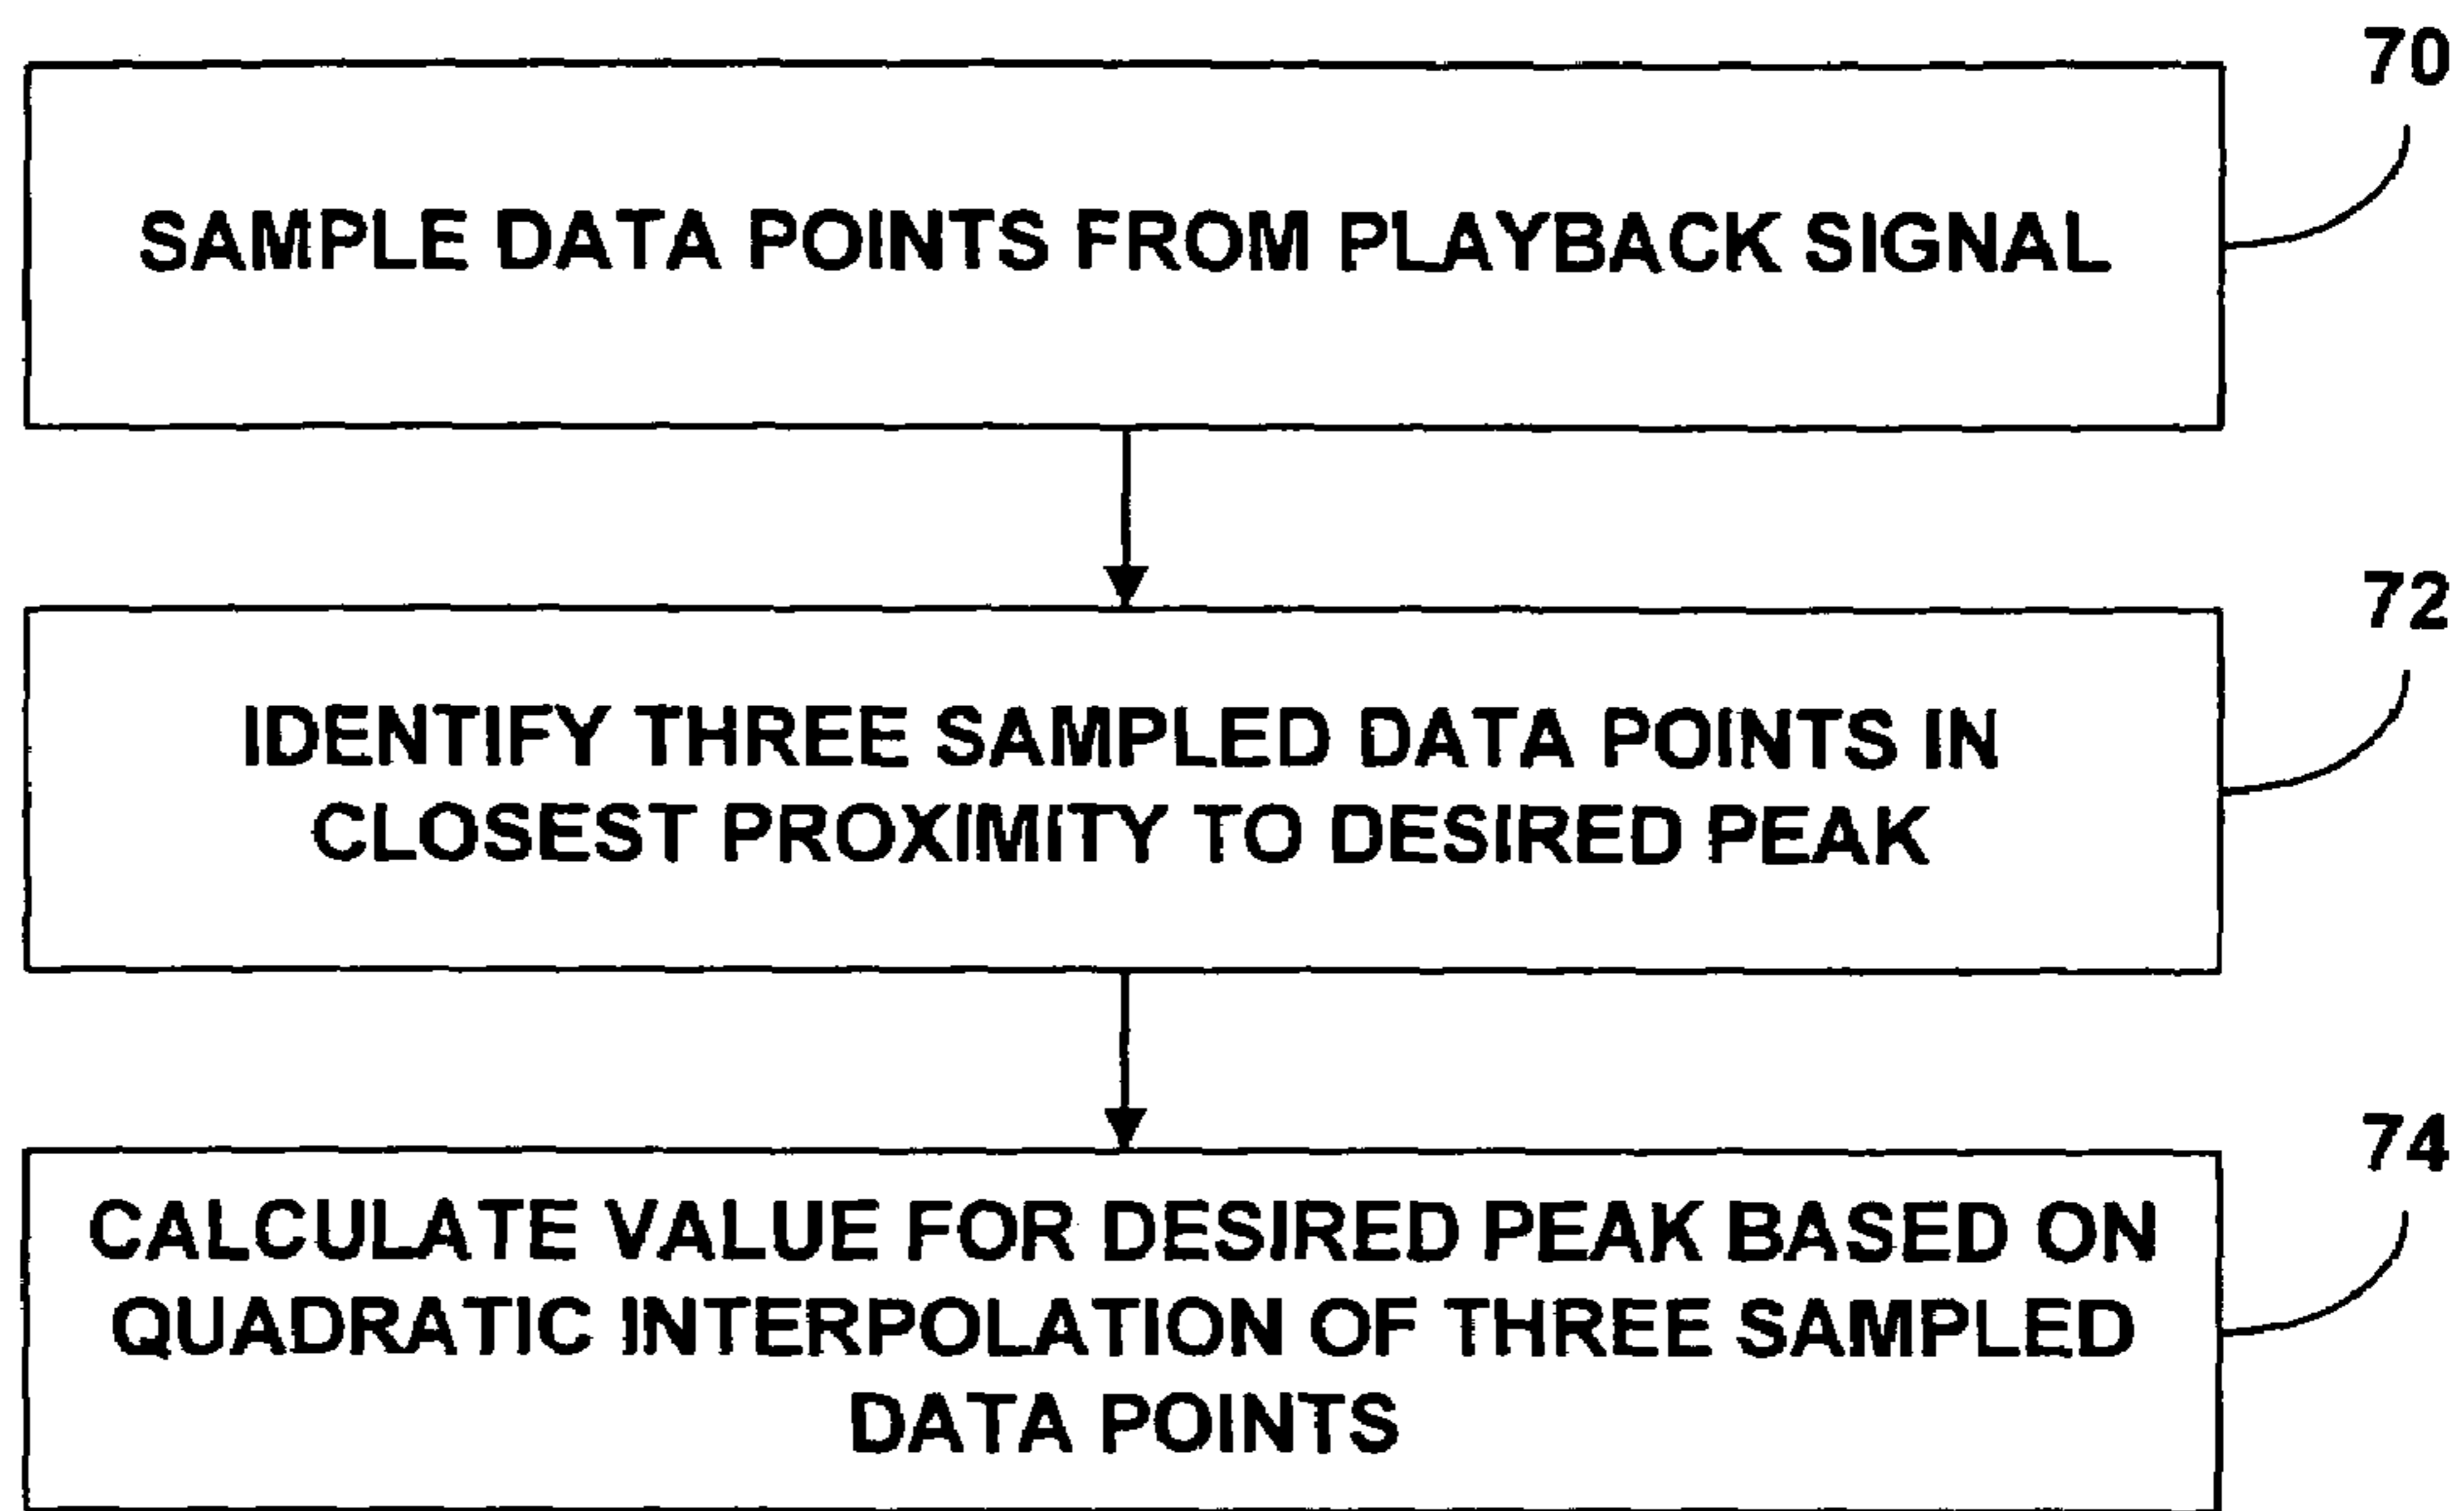 70
SAMPLE DATA POINTS FROM PLAYBACK SIGNAL
72
IDENTIFY THREE SAMPLED DATA POINTS IN
CLOSEST PROXIMITY TO DESIRED PEAK
74
CALCULATE VALUE FOR DESIRED PEAK BASED ON
QUADRATIC INTERPOLATION OF THREE SAMPLED
DATA POINTS